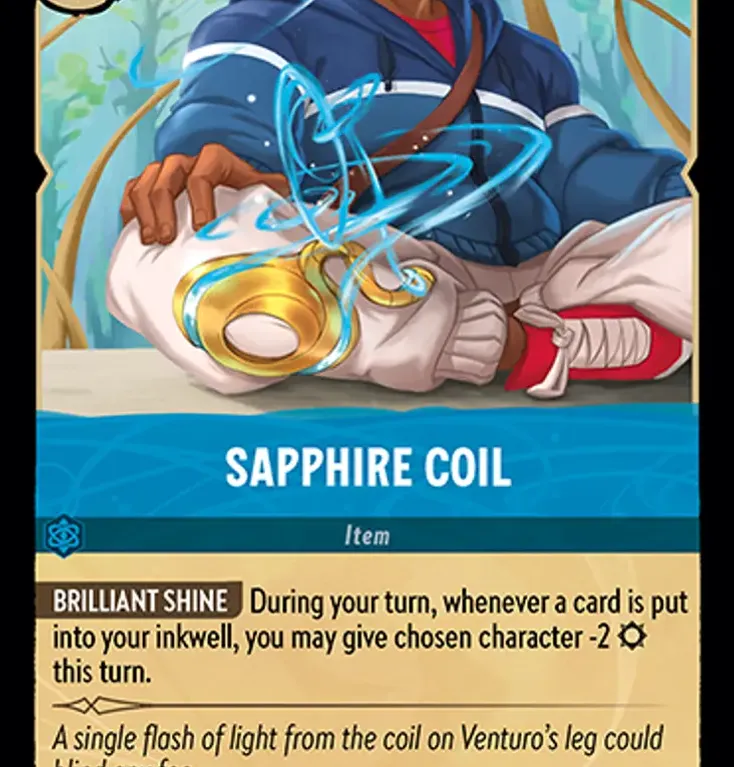 SAPPHIRE COIL
Item
BRILLIANT SHINE During your turn, whenever a card is put
into your inkwell, you may give chosen character -2
this turn.
A single flash of light from the coil on Venturo's leg could